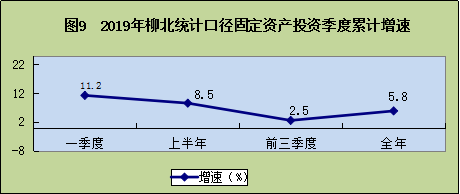 图9 2019年柳北统计口径固定资产投资季度累计增速
22
12
2
-8
11.2
8.5
2.5
5.8
一季度
上半年
前三季度
全年
增速（%）